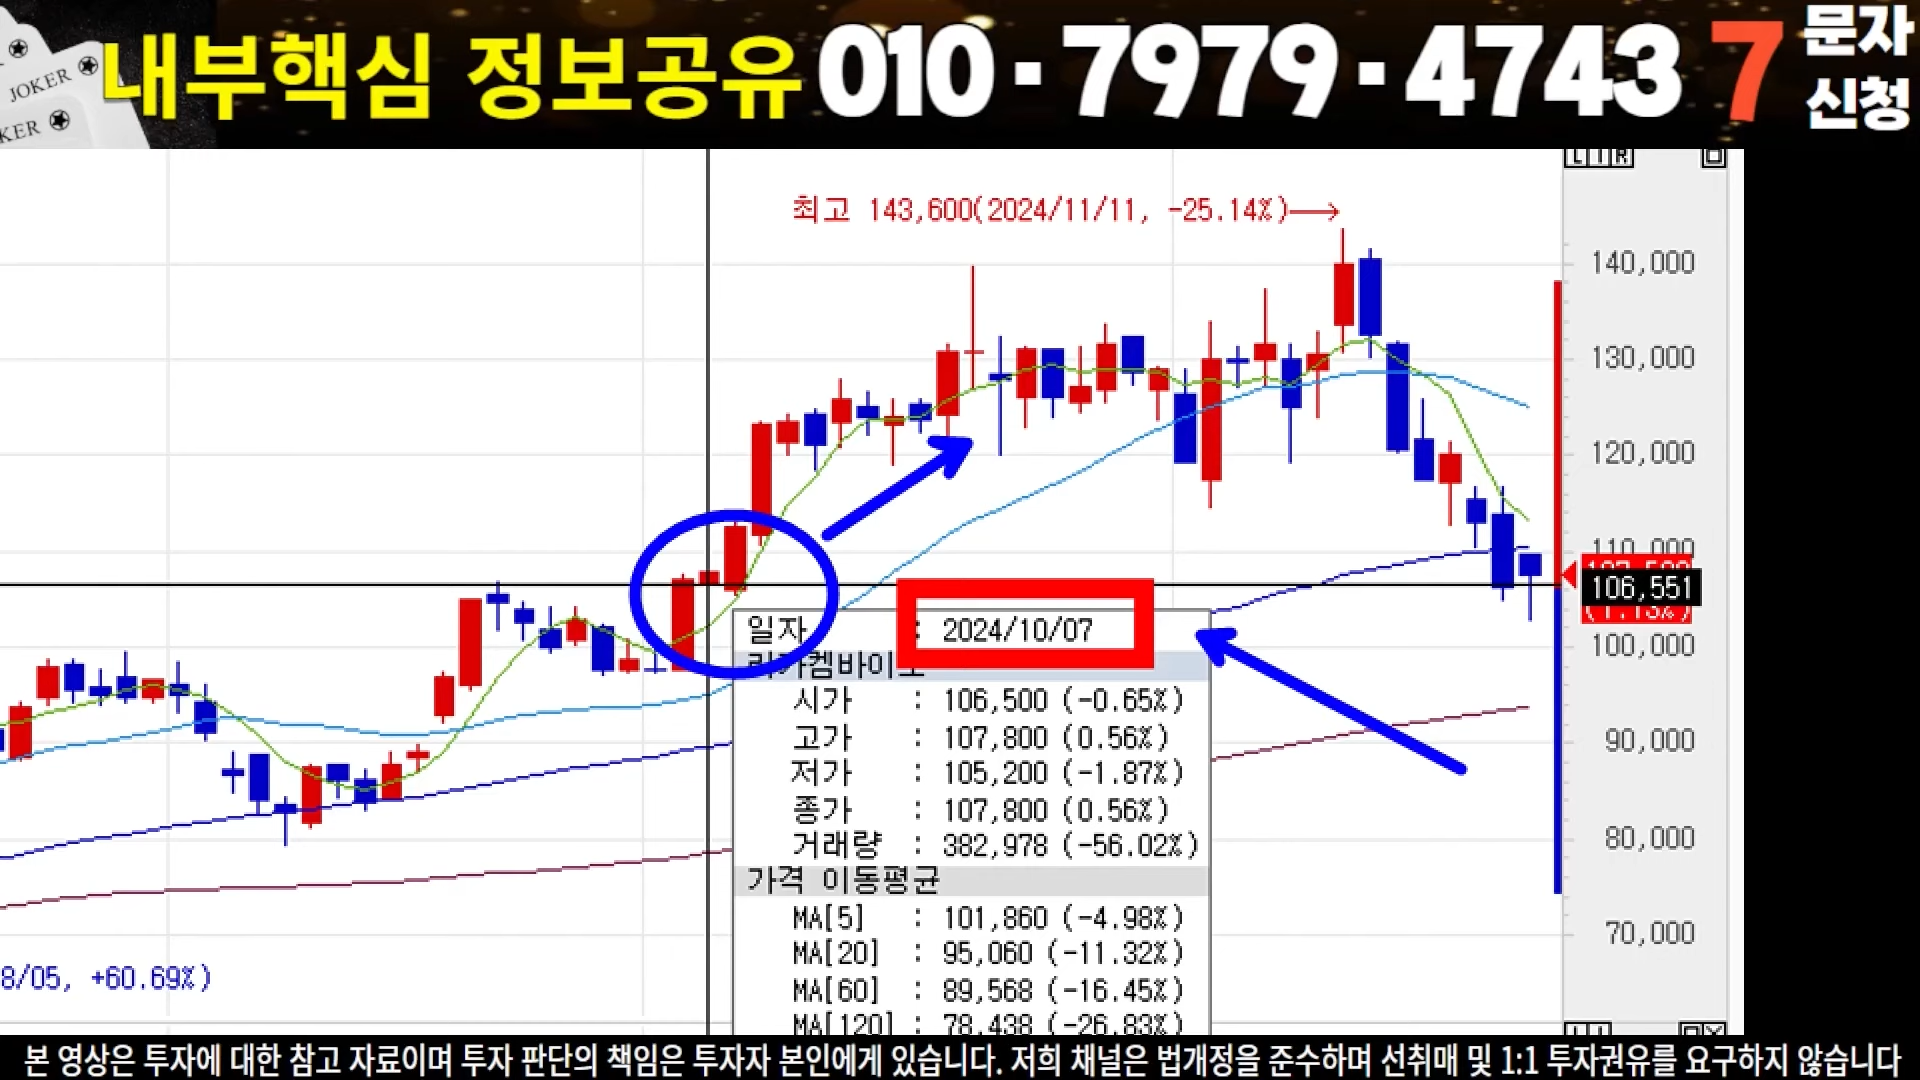 JOKER
KER
내부핵심 정보공유 010-7979-4743 7 문자
신청
L I R
최고 143,600(2024/11/11, -25.14%)
140,000
130,000
120,000
110,000
106,551
100,000
90,000
80,000
70,000
8/05, +60.69%)
일자 : 2024/10/07
리가켐바이오
시가 : 106,500 (-0.65%)
고가 : 107,800 (0.56%)
저가 : 105,200 (-1.87%)
종가 : 107,800 (0.56%)
거래량 : 382,978 (-56.02%)
가격 이동평균
MA[5] : 101,860 (-4.98%)
MA[20] : 95,060 (-11.32%)
MA[60] : 89,568 (-16.45%)
MA[120] : 78,438 (-26.83%)
본 영상은 투자에 대한 참고 자료이며 투자 판단의 책임은 투자자 본인에게 있습니다. 저희 채널은 법개정을 준수하며 선취매 및 1:1 투자권유를 요구하지 않습니다